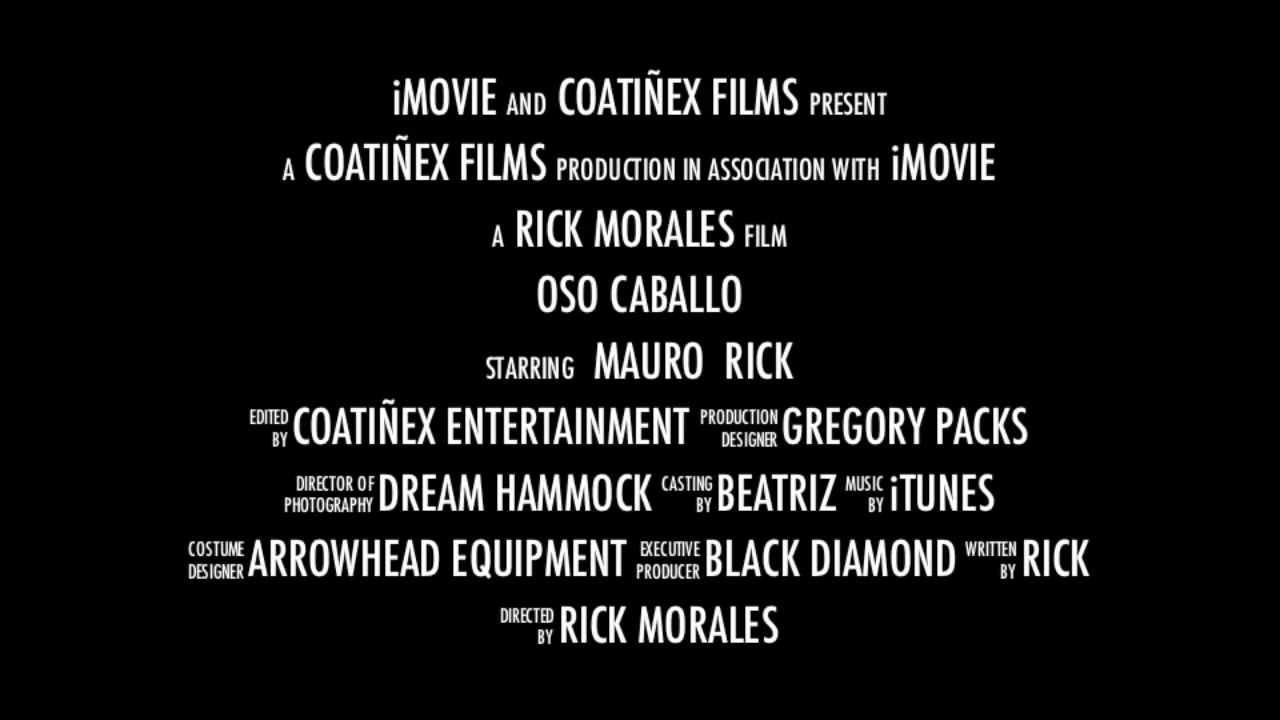 iMOVIE AND COATIÑEX FILMS PRESENT
A COATIÑEX FILMS PRODUCTION IN ASSOCIATION WITH iMOVIE
A RICK MORALES FILM
OSO CABALLO
STARRING MAURO RICK
EDITED BY COATIÑEX ENTERTAINMENT PRODUCTION DESIGNER GREGORY PACKS
DIRECTOR OF PHOTOGRAPHY DREAM HAMMOCK CASTING BY BEATRIZ MUSIC BY iTUNES
COSTUME DESIGNER ARROWHEAD EQUIPMENT EXECUTIVE PRODUCER BLACK DIAMOND WRITTEN BY RICK
DIRECTED BY RICK MORALES